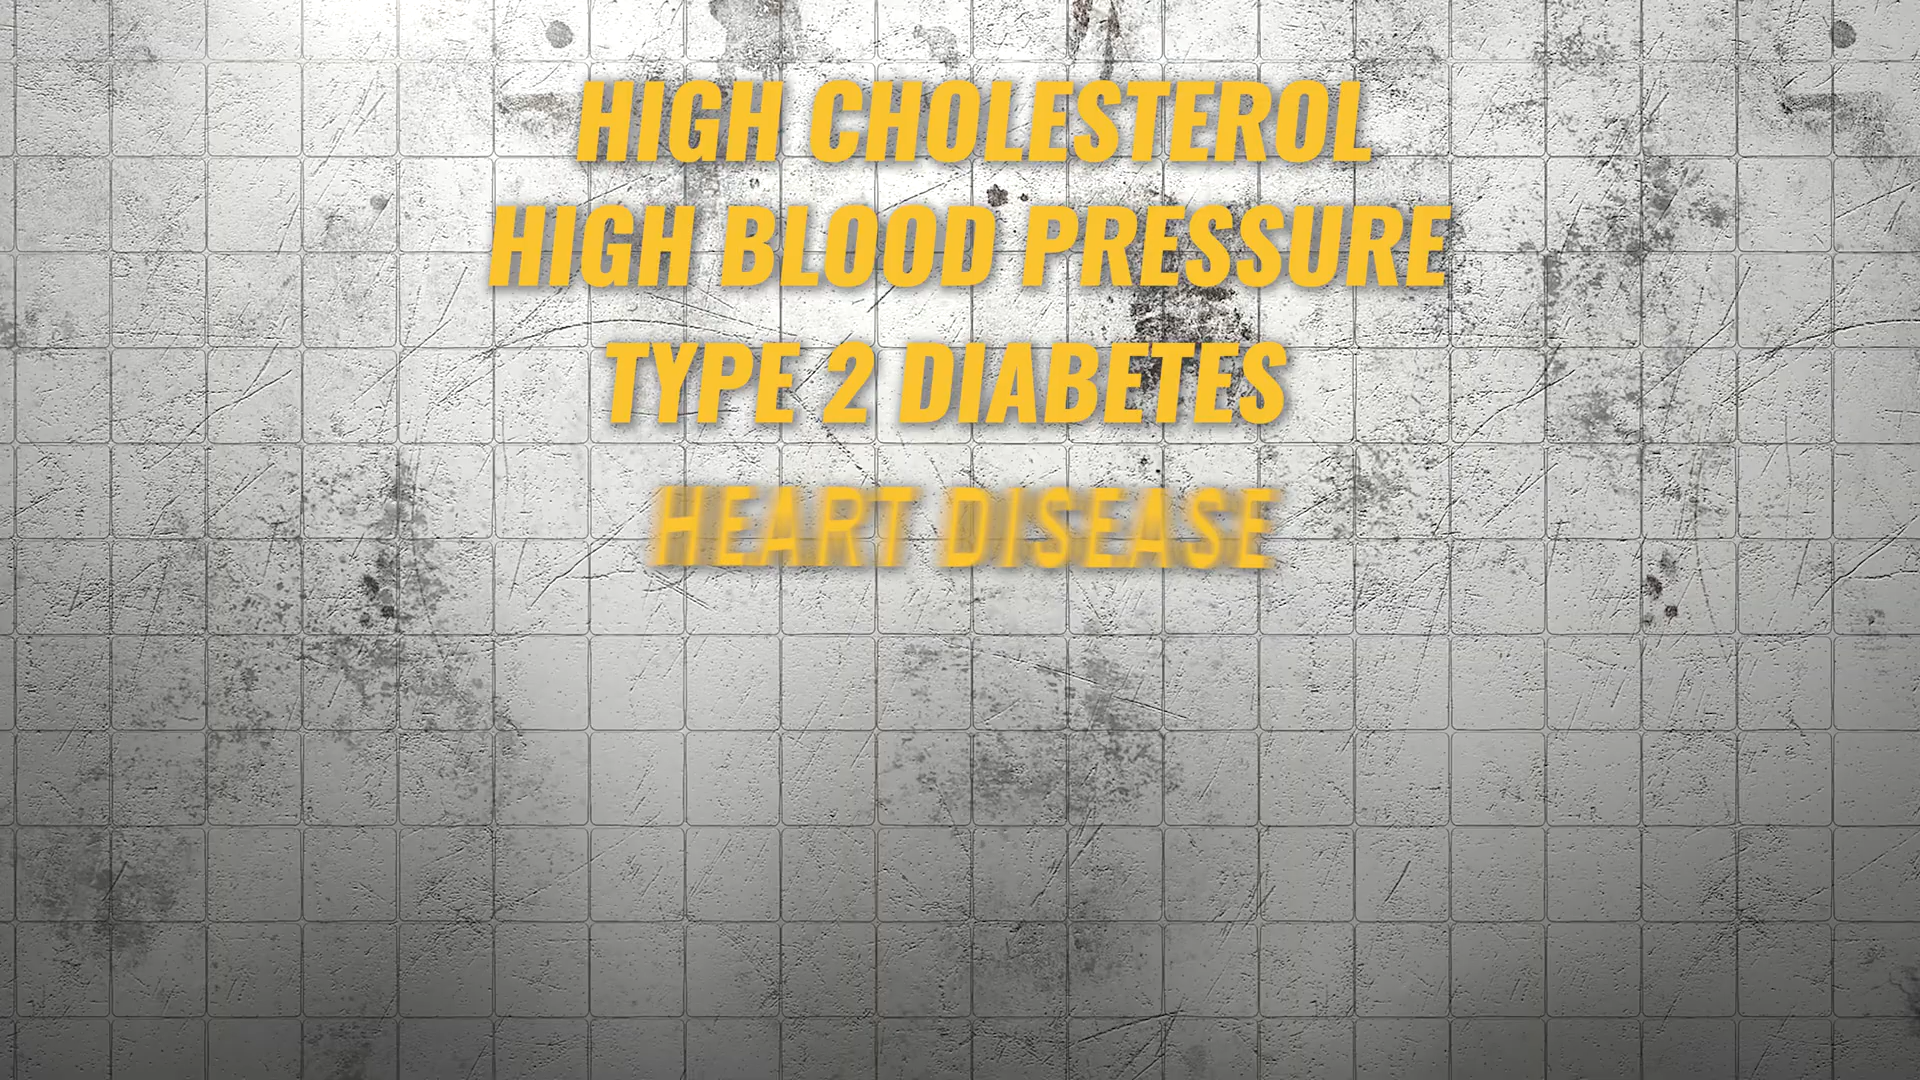 HIGH CHOLESTEROL
HIGH BLOOD PRESSURE
TYPE 2 DIABETES
HEART DISEASE